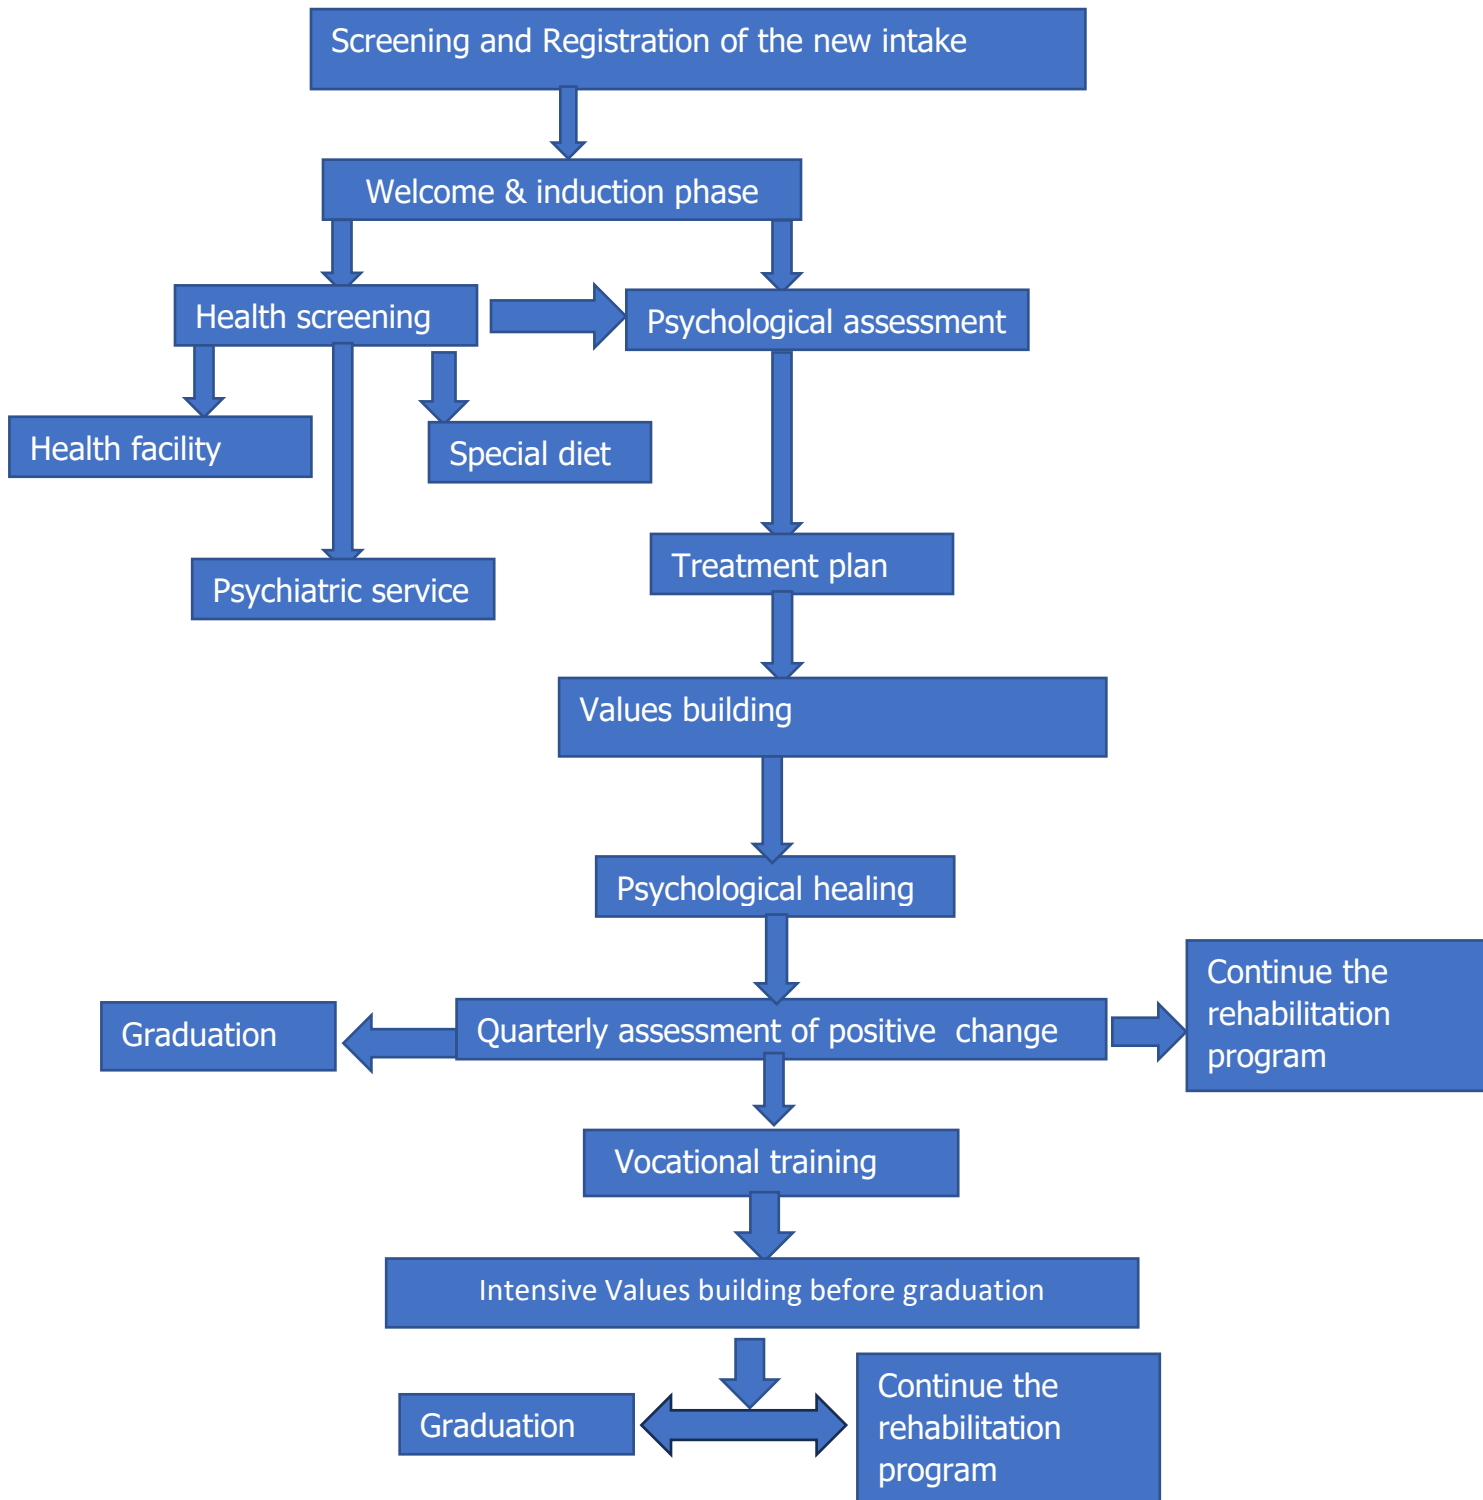 Screening and Registration of the new intake
Welcome & induction phase
Health screening
Psychological assessment
Health facility
Special diet
Psychiatric service
Treatment plan
Values building
Psychological healing
Graduation
Quarterly assessment of positive  change
Continue the
rehabilitation
program
Vocational training
Intensive Values building before graduation
Graduation
Continue the
rehabilitation
program